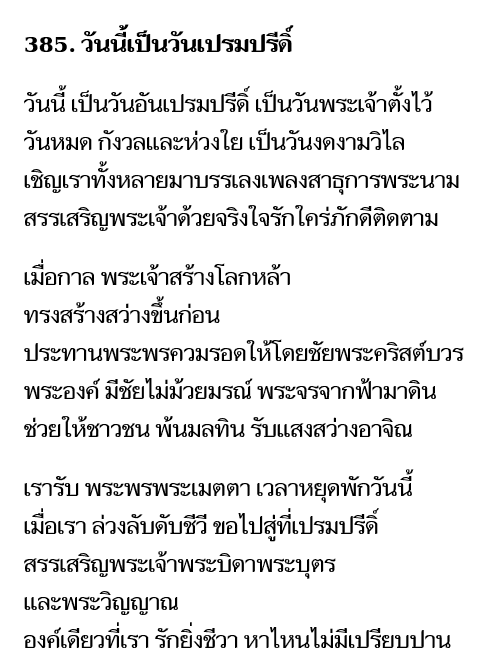 385. วันนี้เป็นวันเปรมปรีดิ์
วันนี้ เป็นวันอันเปรมปรีดิ์ เป็นวันพระเจ้าตั้งไว้
วันหมด กังวลและห่วงใย เป็นวันงดงามวิไล
เชิญเราทั้งหลายมาบรรเลงเพลงสาธุการพระนาม
สรรเสริญพระเจ้าด้วยจริงใจรักใคร่ภักดีติดตาม
เมื่อกาล พระเจ้าสร้างโลกหล้า
ทรงสร้างสว่างขึ้นก่อน
ประทานพระพรควมรอดให้โดยชัยพระคริสต์บวร
พระองค์ มีชัยไม่ม้วยมรณ์ พระจรจากฟ้ามาดิน
ช่วยให้ชาวชน พ้นมลทิน รับแสงสว่างอาจิณ
เรารับ พระพรพระเมตตา เวลาหยุดพักวันนี้
เมื่อเรา ล่วงลับดับชีวี ขอไปสู่ที่เปรมปรีดิ์
สรรเสริญพระเจ้าพระบิดาพระบุตร
และพระวิญญาณ
องค์เดียวที่เรา รักยิ่งชีวา หาไหนไม่มีเปรียบปาน